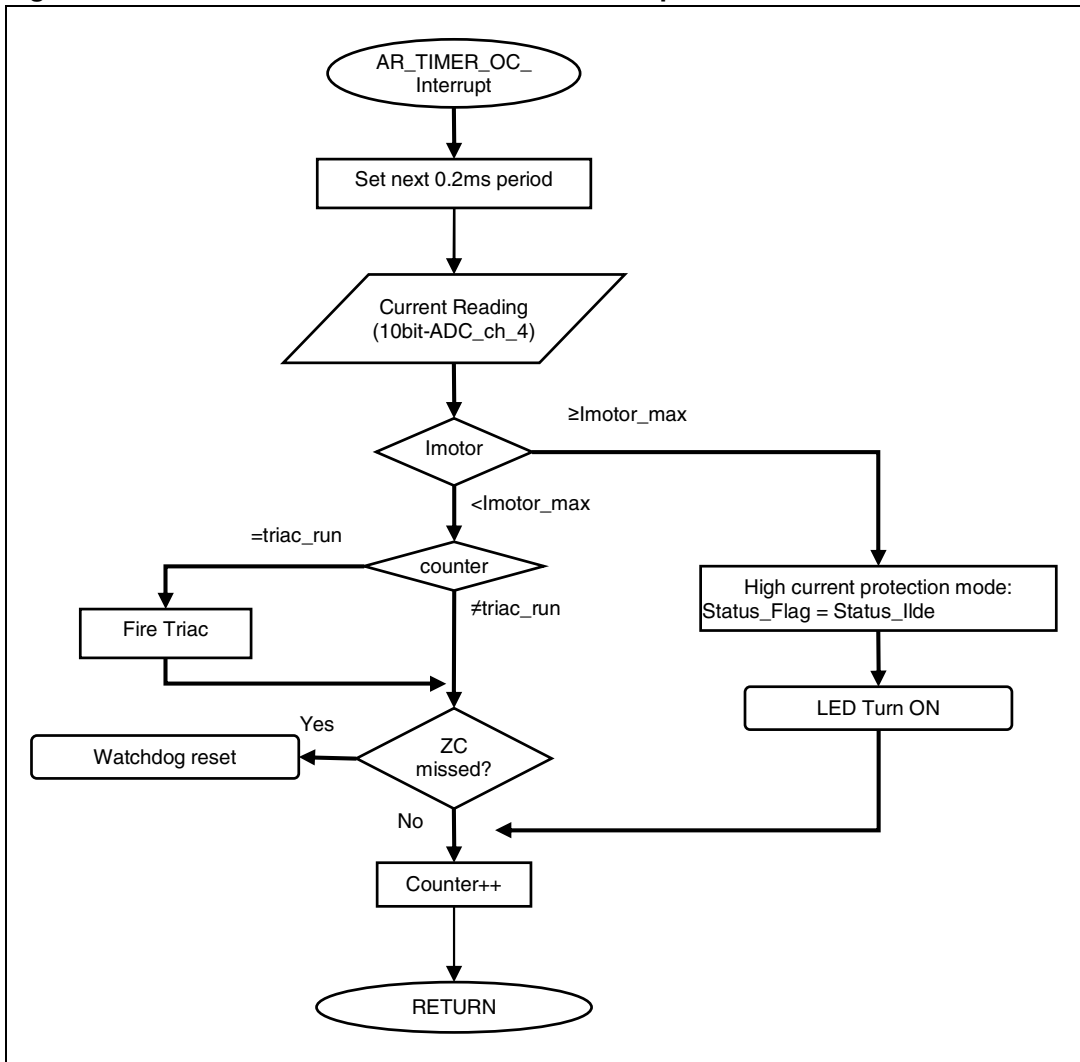 AR_TIMER_OC_
Interrupt
Set next 0.2ms period
Current Reading
(10bit-ADC_ch_4)
≥Imotor_max
Imotor
<Imotor_max
=triac_run
counter
≠triac_run
Fire Triac
High current protection mode:
Status_Flag = Status_Ilde
LED Turn ON
Yes
ZC
missed?
Watchdog reset
No
Counter++
RETURN